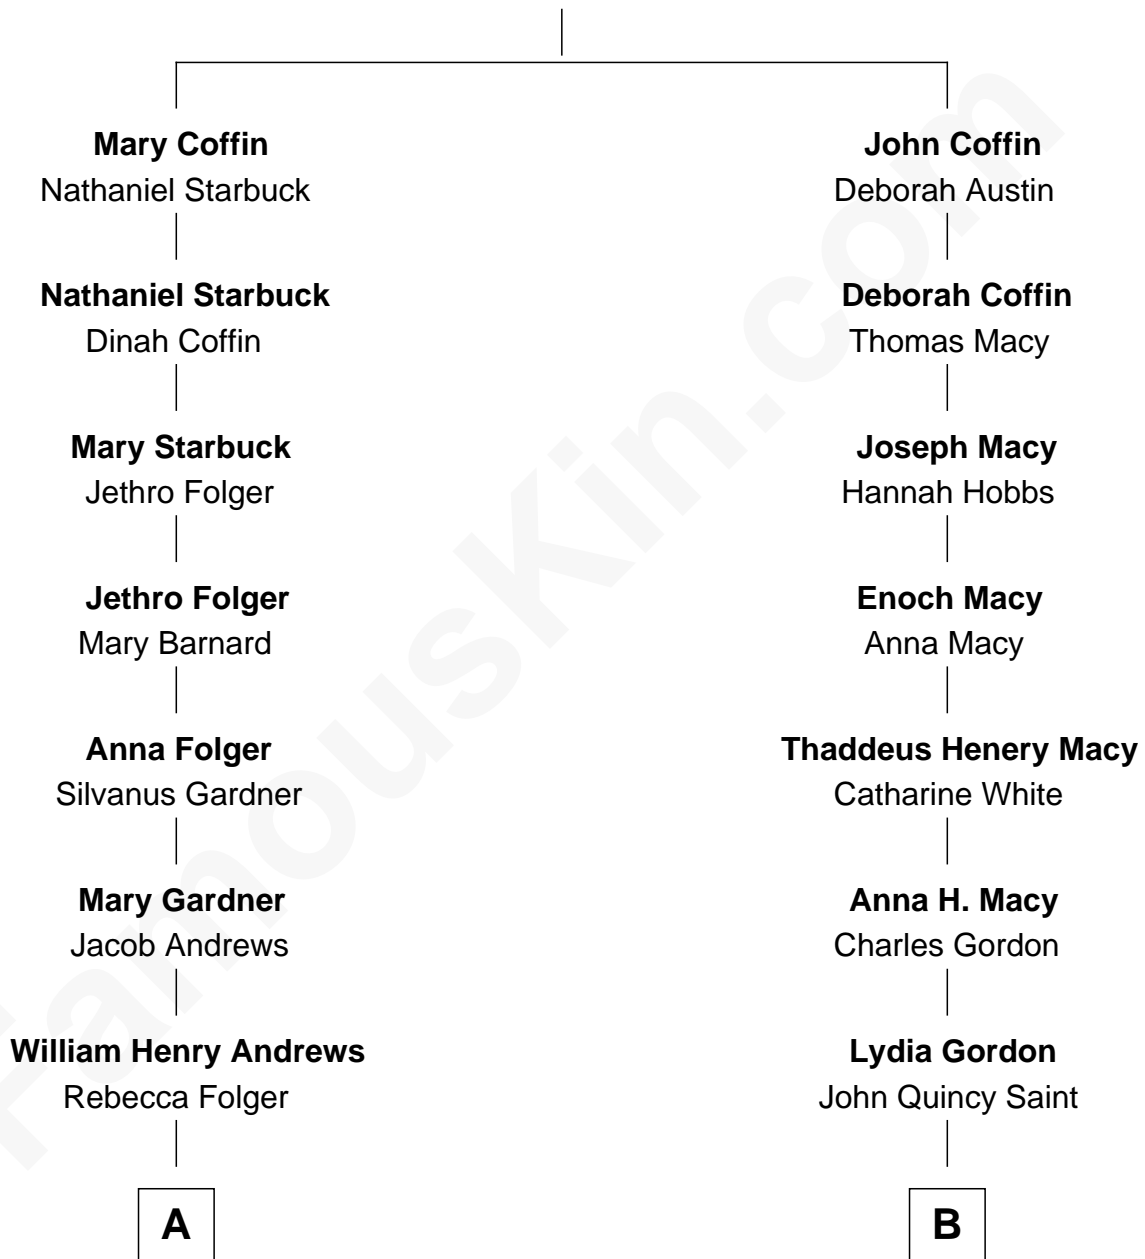 Mary Coffin
Nathaniel Starbuck
Nathaniel Starbuck
Dinah Coffin
Mary Starbuck
Jethro Folger
Jethro Folger
Mary Barnard
Anna Folger
Silvanus Gardner
Mary Gardner
Jacob Andrews
William Henry Andrews
Rebecca Folger
A
John Coffin
Deborah Austin
Deborah Coffin
Thomas Macy
Joseph Macy
Hannah Hobbs
Enoch Macy
Anna Macy
Thaddeus Henery Macy
Catharine White
Anna H. Macy
Charles Gordon
Lydia Gordon
John Quincy Saint
B
FamousKin.com